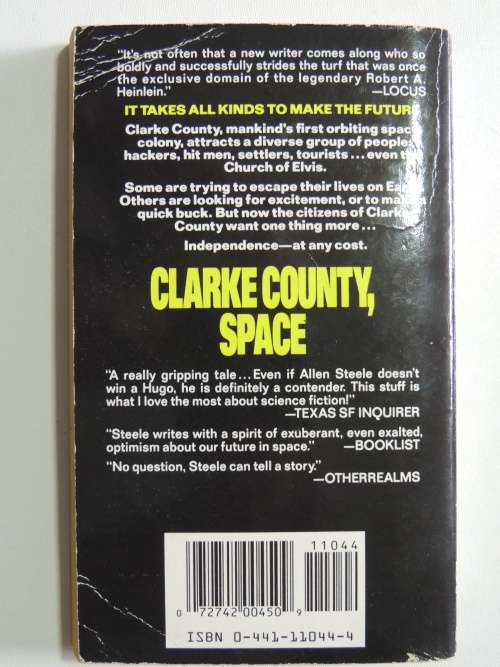 "It's not often that a new writer comes along who so
boldly and successfully strides the turf that was once
the exclusive domain of the legendary Robert A.
Heinlein." —LOCUS
IT TAKES ALL KINDS TO MAKE THE FUTURE
Clarke County, mankind's first orbiting space
colony, attracts a diverse group of people:
hackers, hit men, settlers, tourists...even the
Church of Elvis.
Some are trying to escape their lives on Earth.
Others are looking for excitement, or to make a
quick buck. But now the citizens of Clarke
County want one thing more...
Independence—at any cost.
CLARKE COUNTY,
SPACE
"A really gripping tale...Even if Allen Steele doesn't
win a Hugo, he is definitely a contender. This stuff is
what I love the most about science fiction!"
—TEXAS SF INQUIRER
"Steele writes with a spirit of exuberant, even exalted,
optimism about our future in space." —BOOKLIST
"No question, Steele can tell a story."
—OTHERREALMS
11044
0 72742 00450 9
ISBN 0-441-11044-4